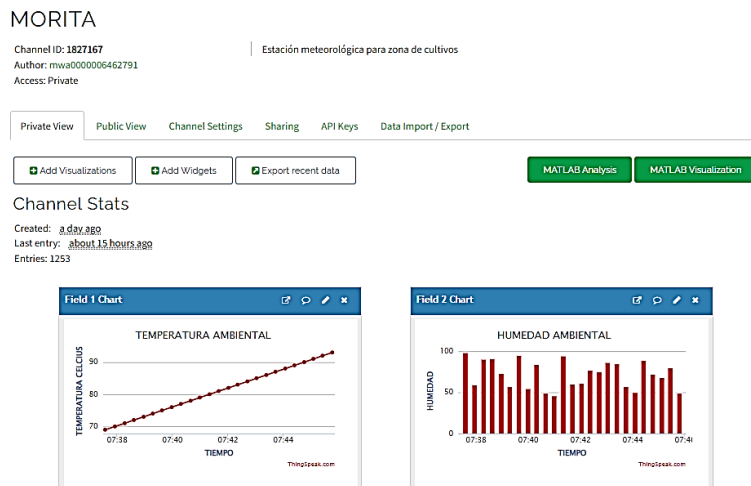 MORITA
Channel ID: 1827167
Author: mwa0000006462791
Access: Private
Estación meteorológica para zona de cultivos
Private View Public View Channel Settings Sharing API Keys Data Import / Export
Add Visualizations Add Widgets Export recent data MATLAB Analysis MATLAB Visualization
Channel Stats
Created: a day ago
Last entry: about 15 hours ago
Entries: 1253
Field 1 Chart
TEMPERATURA AMBIENTAL
TEMPERATURA CELCIUS
90
80
70
07:38 07:40 07:42 07:44
TIEMPO
ThingSpeak.com
Field 2 Chart
HUMEDAD AMBIENTAL
HUMEDAD
100
50
0
07:38 07:40 07:42 07:44
TIEMPO
ThingSpeak.com